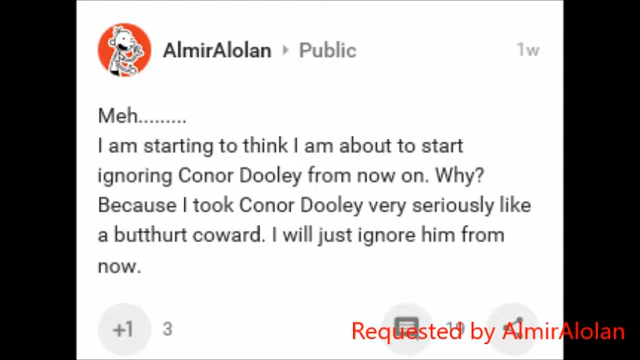 AlmirAlolan ▸ Public 1w
Meh.........
I am starting to think I am about to start
ignoring Conor Dooley from now on. Why?
Because I took Conor Dooley very seriously like
a butthurt coward. I will just ignore him from
now.
+1 3 19
Requested by AlmirAlolan